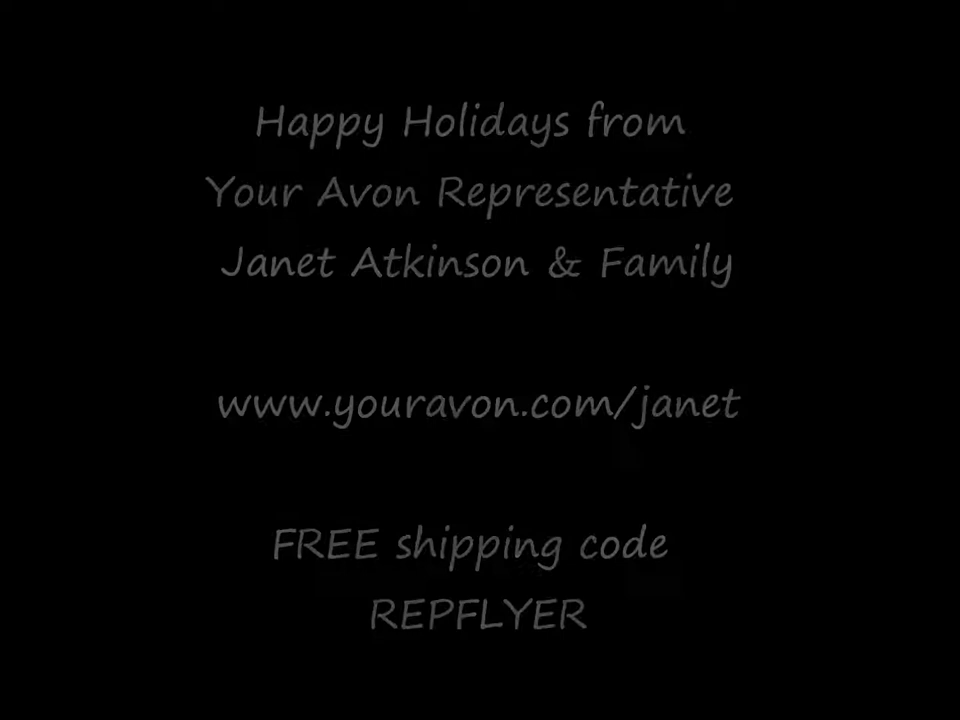 Happy Holidays from
Your Avon Representative
Janet Atkinson & Family
www.youravon.com/janet
FREE shipping code
REPFLYER